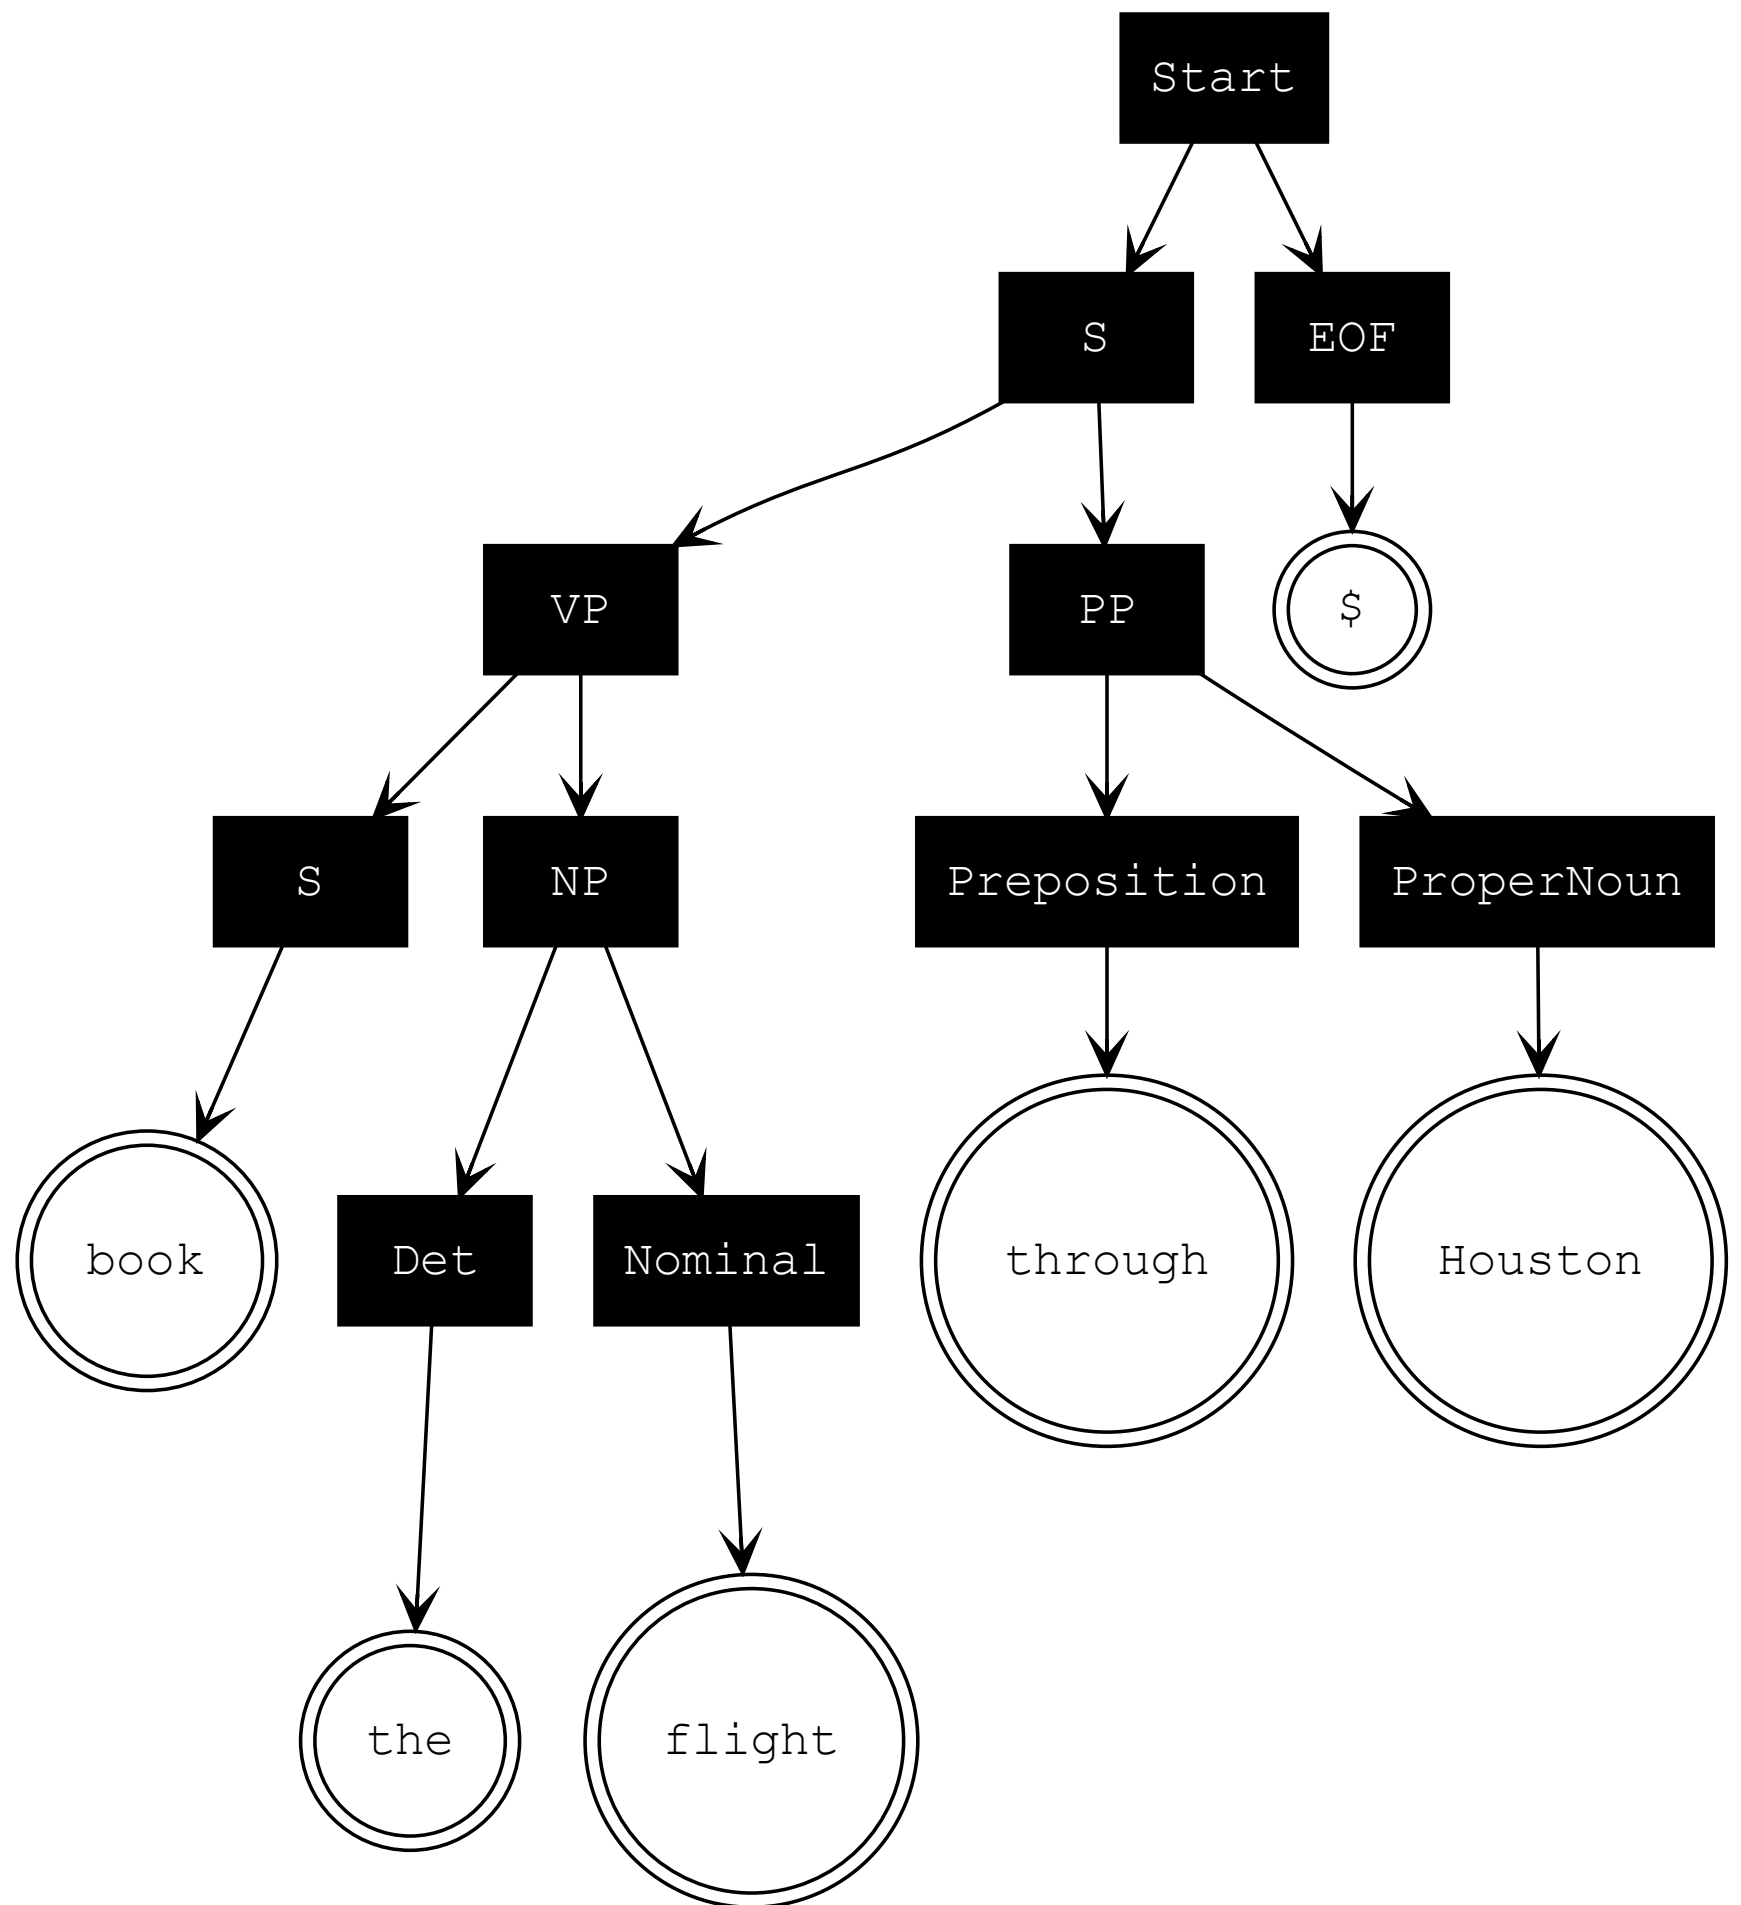 Start
S
EOF
VP
PP
$
S
NP
Preposition
ProperNoun
book
Det
Nominal
through
Houston
the
flight